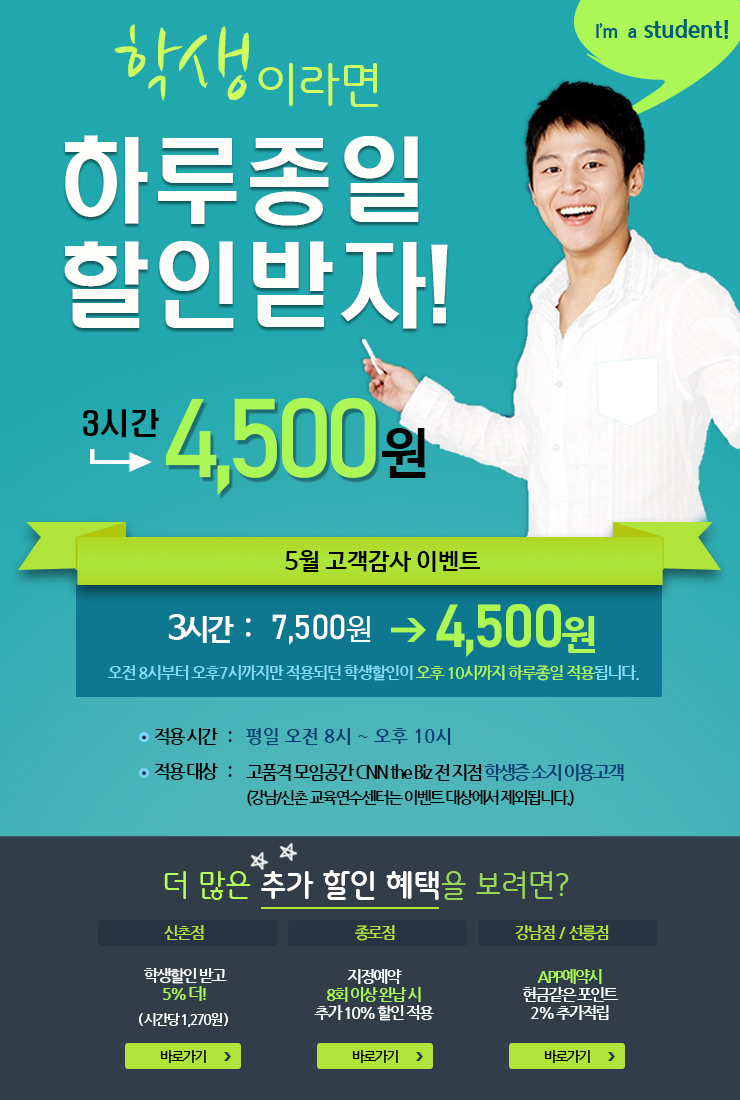 I'm a student!
학생이라면
하루종일
할인받자!
3시간 4,500원
5월 고객감사 이벤트
3시간 : 7,500원 → 4,500원
오전 8시부터 오후7시까지만 적용되던 학생할인이 오후 10시까지 하루종일 적용됩니다.
적용 시간 : 평일 오전 8시 ~ 오후 10시
적용 대상 : 고품격 모임공간 CNN the Biz 전 지점 학생증 소지 이용고객
(강남/신촌 교육연수센터는 이벤트 대상에서 제외됩니다.)
더 많은 추가 할인 혜택을 보려면?
신촌점
학생할인 받고
5% 더!
(시간당 1,270원)
바로가기 >
종로점
지정예약
8회 이상 완납 시
추가 10% 할인 적용
바로가기 >
강남점 / 선릉점
APP예약시
현금같은 포인트
2% 추가적립
바로가기 >